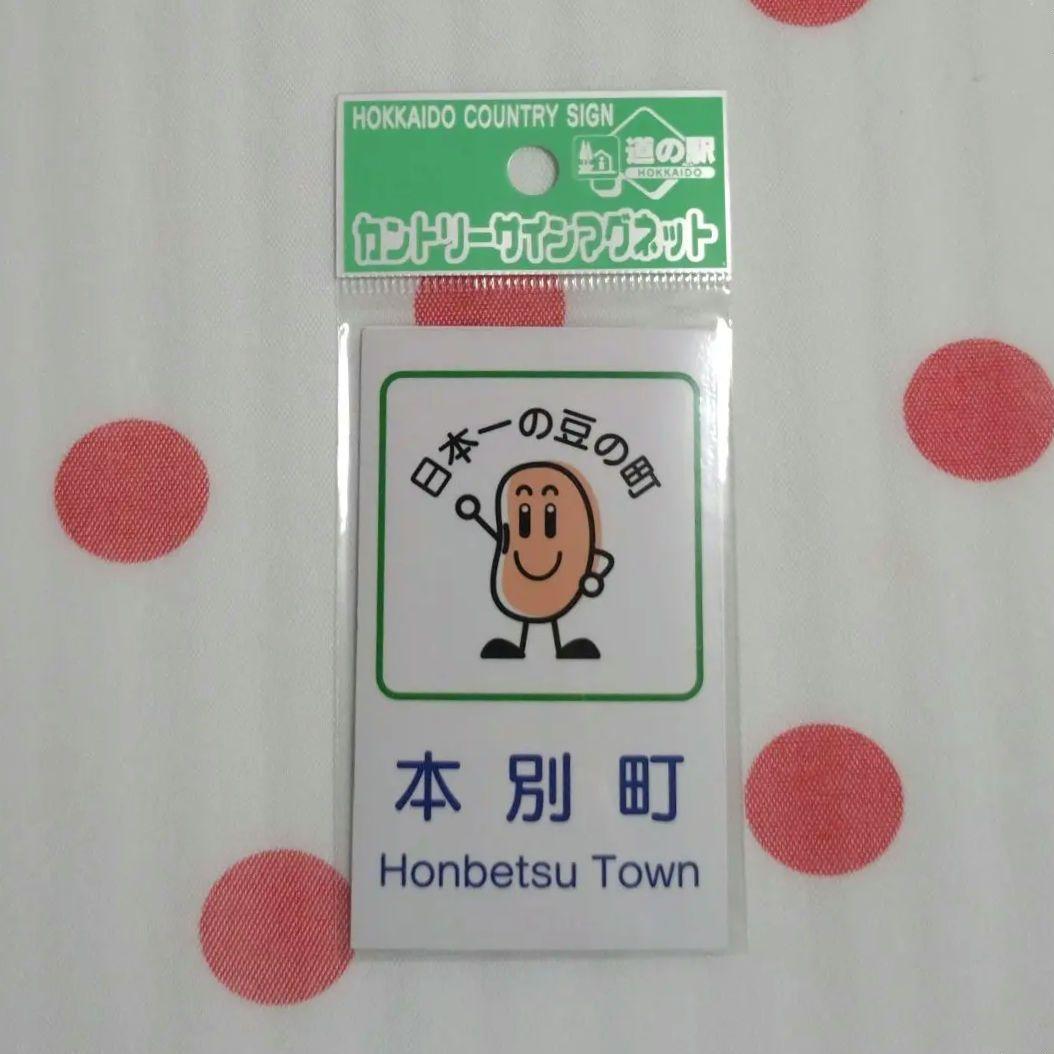 HOKKAIDO COUNTRY SIGN
道の駅
HOKKAIDO
カントリーサインマグネット
日本一の豆の町
本別町
Honbetsu Town